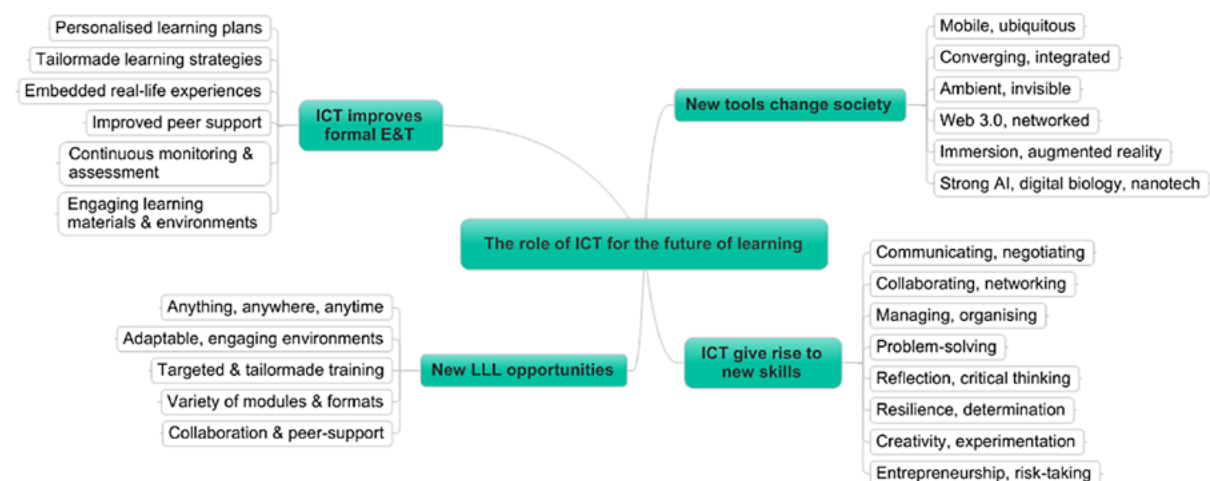 Personalised learning plans
Tailormade learning strategies
Embedded real-life experiences
Improved peer support
Continuous monitoring &
assessment
Engaging learning
materials & environments
ICT improves
formal E&T
New tools change society
Mobile, ubiquitous
Converging, integrated
Ambient, invisible
Web 3.0, networked
Immersion, augmented reality
Strong AI, digital biology, nanotech
The role of ICT for the future of learning
Anything, anywhere, anytime
Adaptable, engaging environments
Targeted & tailormade training
Variety of modules & formats
Collaboration & peer-support
New LLL opportunities
ICT give rise to
new skills
Communicating, negotiating
Collaborating, networking
Managing, organising
Problem-solving
Reflection, critical thinking
Resilience, determination
Creativity, experimentation
Entrepreneurship, risk-taking